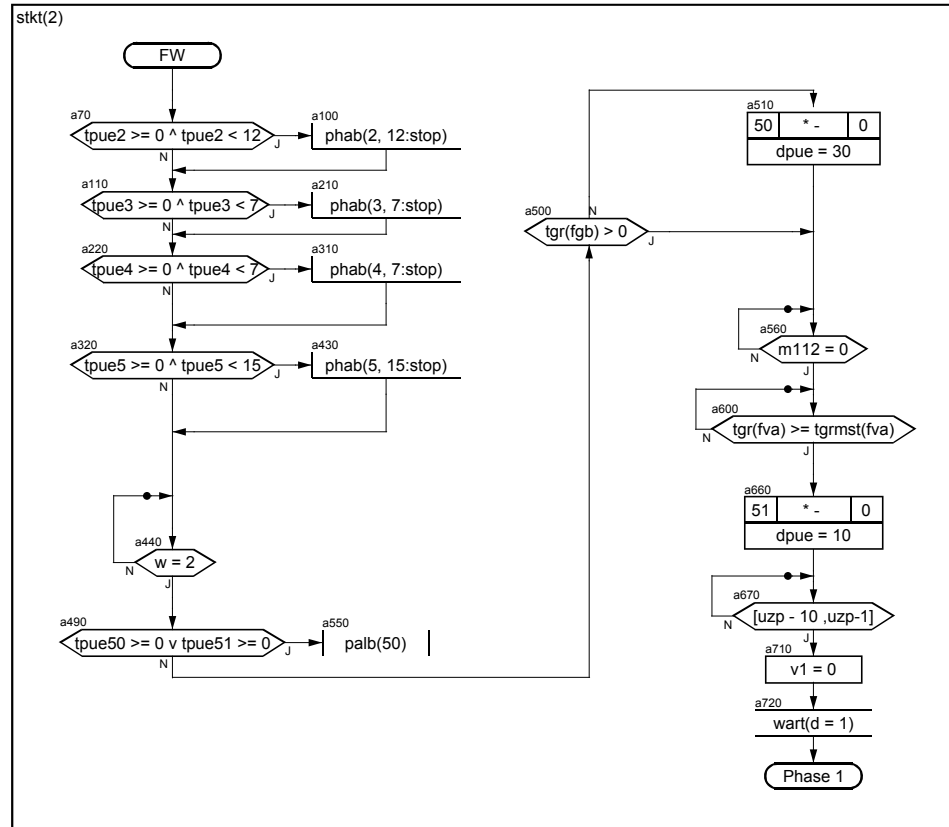 stkt(2)
FW
a70
tpue2 >= 0 ^ tpue2 < 12
J
N
a100
phab(2, 12:stop)
a110
tpue3 >= 0 ^ tpue3 < 7
J
N
a210
phab(3, 7:stop)
a220
tpue4 >= 0 ^ tpue4 < 7
J
N
a310
phab(4, 7:stop)
a320
tpue5 >= 0 ^ tpue5 < 15
J
N
a430
phab(5, 15:stop)
a440
w = 2
N
J
a490
tpue50 >= 0 v tpue51 >= 0
J
N
a550
palb(50)
a500
N
tgr(fgb) > 0
J
a510
50 * - 0
dpue = 30
a560
m112 = 0
N
J
a600
tgr(fva) >= tgrmst(fva)
N
J
a660
51 * - 0
dpue = 10
a670
[uzp - 10 ,uzp-1]
N
J
a710
v1 = 0
a720
wart(d = 1)
Phase 1